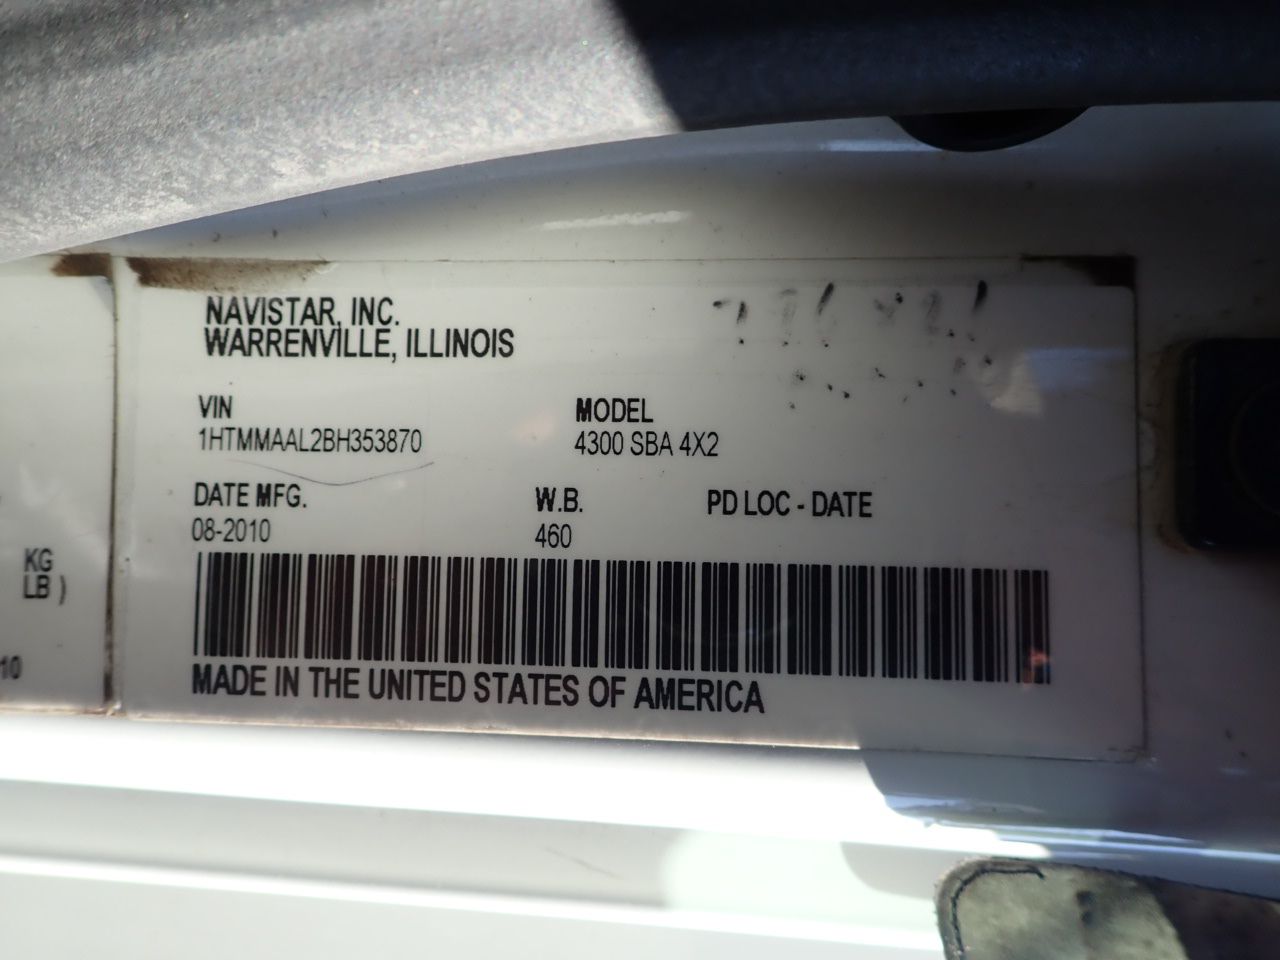 NAVISTAR, INC.
WARRENVILLE, ILLINOIS
VIN
1HTMMAAL2BH353870
MODEL
4300 SBA 4X2
DATE MFG.
08-2010
W.B.
460
PD LOC - DATE
MADE IN THE UNITED STATES OF AMERICA
KG
LB )
10